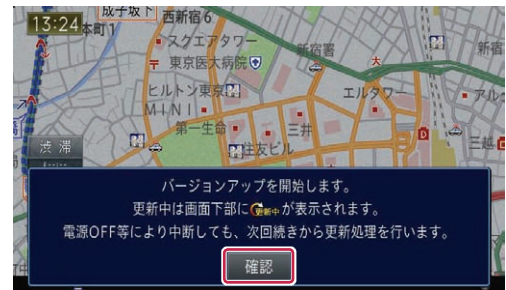 13:24
成子坂下
西新宿6
本町1
スクエアタワー
新宿署
新宿
〒
東京医大病院
大
ヒルトン東京
エルタワー
アル
MINI
第一生命
三井
渋滞
住友ビル
D
三越
バージョンアップを開始します。
更新中は画面下部に更新中が表示されます。
電源OFF等により中断しても、次回続きから更新処理を行います。
確認